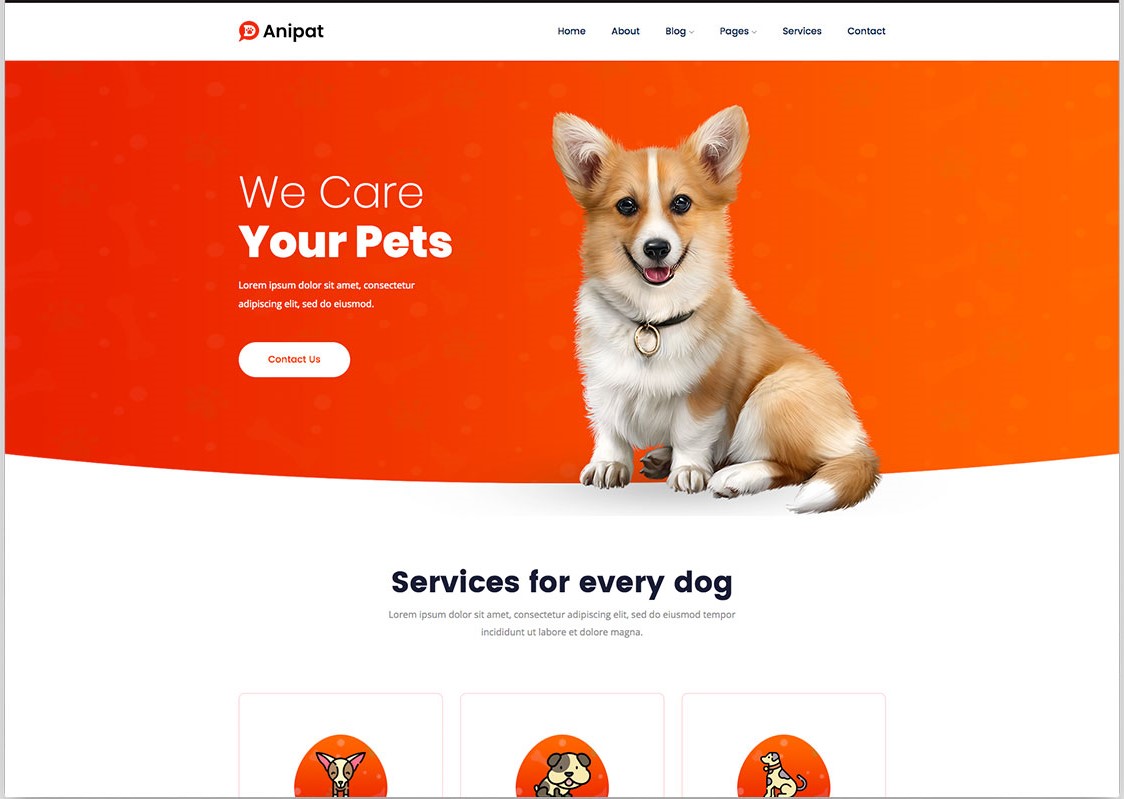 Anipat
Home About Blog Pages Services Contact
We Care
Your Pets
Lorem ipsum dolor sit amet, consectetur
adipiscing elit, sed do eiusmod.
Contact Us
Services for every dog
Lorem ipsum dolor sit amet, consectetur adipiscing elit, sed do eiusmod tempor
incididunt ut labore et dolore magna.